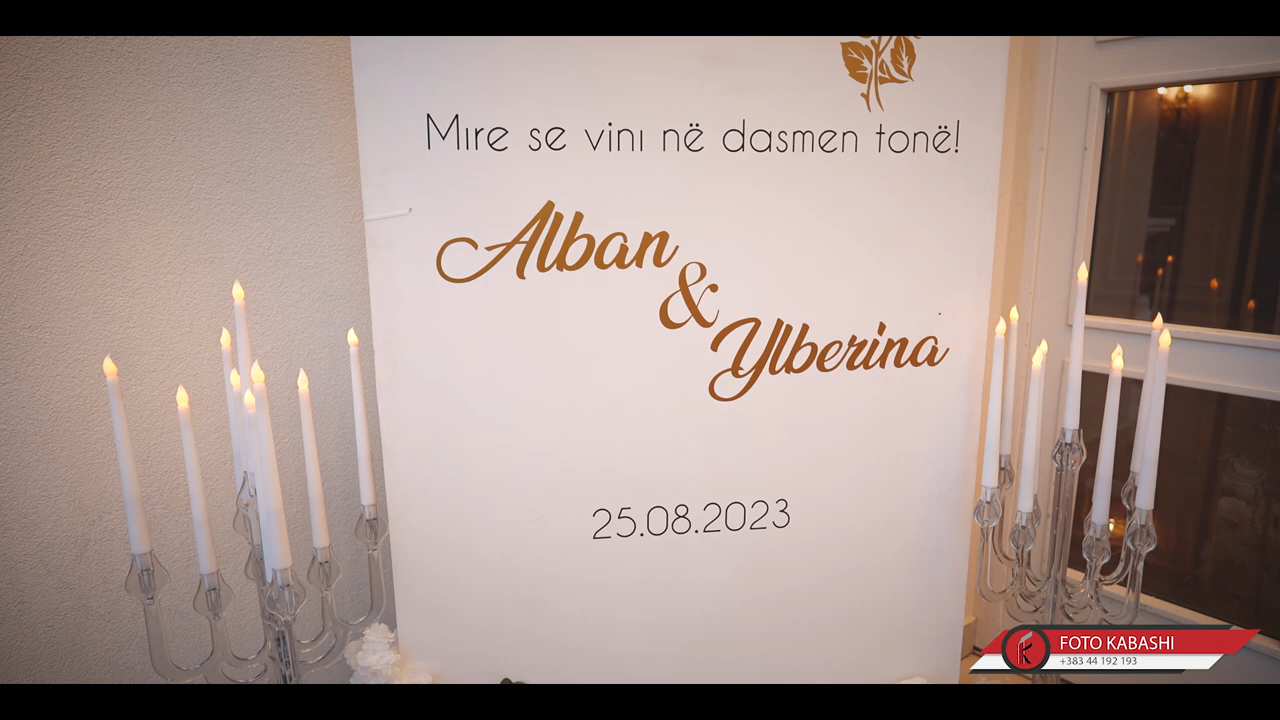 Mire se vini në dasmen tonë!
Alban
&
Ylberina
25.08.2023
FOTO KABASHI
+383 44 192 193